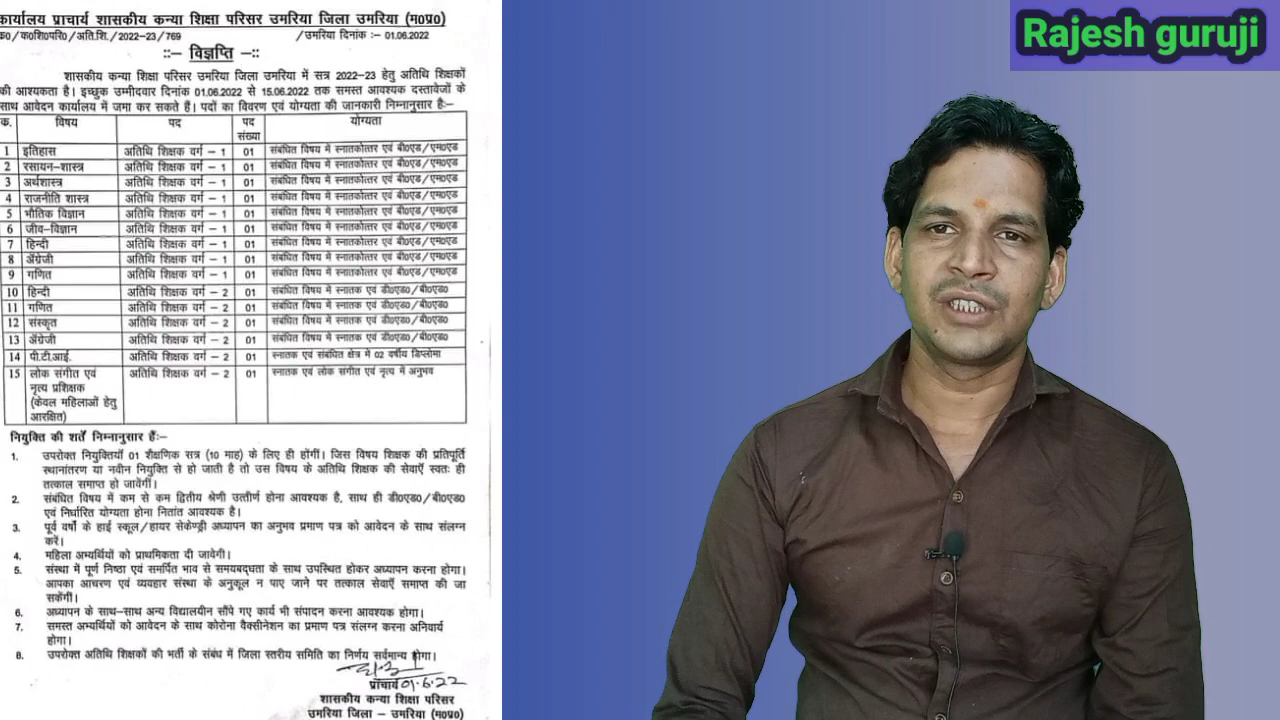 कार्यालय प्राचार्य शासकीय कन्या शिक्षा परिसर उमरिया जिला उमरिया (म0प्र0)
क्र0/क0शि0परि0/अति.शि./2022-23/769 /उमरिया दिनांक :- 01.06.2022
::- विज्ञप्ति -::
शासकीय कन्या शिक्षा परिसर उमरिया जिला उमरिया में सत्र 2022-23 हेतु अतिथि शिक्षकों
की आश्यकता है। इच्छुक उम्मीदवार दिनांक 01.06.2022 से 15.06.2022 तक समस्त आवश्यक दस्तावेजों के
साथ आवेदन कार्यालय में जमा कर सकते हैं। पदों का विवरण एवं योग्यता की जानकारी निम्नानुसार है:-
क. विषय पद पद संख्या योग्यता
1 इतिहास अतिथि शिक्षक वर्ग - 1 01 संबंधित विषय में स्नातकोत्तर एवं बी0एड/एम0एड
2 रसायन-शास्त्र अतिथि शिक्षक वर्ग - 1 01 संबंधित विषय में स्नातकोत्तर एवं बी0एड/एम0एड
3 अर्थशास्त्र अतिथि शिक्षक वर्ग - 1 01 संबंधित विषय में स्नातकोत्तर एवं बी0एड/एम0एड
4 राजनीति शास्त्र अतिथि शिक्षक वर्ग - 1 01 संबंधित विषय में स्नातकोत्तर एवं बी0एड/एम0एड
5 भौतिक विज्ञान अतिथि शिक्षक वर्ग - 1 01 संबंधित विषय में स्नातकोत्तर एवं बी0एड/एम0एड
6 जीव-विज्ञान अतिथि शिक्षक वर्ग - 1 01 संबंधित विषय में स्नातकोत्तर एवं बी0एड/एम0एड
7 हिन्दी अतिथि शिक्षक वर्ग - 1 01 संबंधित विषय में स्नातकोत्तर एवं बी0एड/एम0एड
8 अँग्रेजी अतिथि शिक्षक वर्ग - 1 01 संबंधित विषय में स्नातकोत्तर एवं बी0एड/एम0एड
9 गणित अतिथि शिक्षक वर्ग - 1 01 संबंधित विषय में स्नातकोत्तर एवं बी0एड/एम0एड
10 हिन्दी अतिथि शिक्षक वर्ग - 2 01 संबंधित विषय में स्नातक एवं डी0एड0/बी0एड0
11 गणित अतिथि शिक्षक वर्ग - 2 01 संबंधित विषय में स्नातक एवं डी0एड0/बी0एड0
12 संस्कृत अतिथि शिक्षक वर्ग - 2 01 संबंधित विषय में स्नातक एवं डी0एड0/बी0एड0
13 अँग्रेजी अतिथि शिक्षक वर्ग - 2 01 संबंधित विषय में स्नातक एवं डी0एड0/बी0एड0
14 पी.टी.आई. अतिथि शिक्षक वर्ग - 2 01 स्नातक एवं संबंधित क्षेत्र में 02 वर्षीय डिप्लोमा
15 लोक संगीत एवं अतिथि शिक्षक वर्ग - 2 01 स्नातक एवं लोक संगीत एवं नृत्य में अनुभव
नृत्य प्रशिक्षक
(केवल महिलाओं हेतु
आरक्षित)
नियुक्ति की शर्तें निम्नानुसार हैं:-
1. उपरोक्त नियुक्तियाँ 01 शैक्षणिक सत्र (10 माह) के लिए ही होंगीं। जिस विषय शिक्षक की प्रतिपूर्ति
स्थानांतरण या नवीन नियुक्ति से हो जाती है तो उस विषय के अतिथि शिक्षक की सेवाऐं स्वतः ही
तत्काल समाप्त हो जावेंगीं।
2. संबंधित विषय में कम से कम द्वितीय श्रेणी उत्तीर्ण होना आवश्यक है, साथ ही डी0एड0/बी0एड0
एवं निर्धारित योग्यता होना नितांत आवश्यक है।
3. पूर्व वर्षों के हाई स्कूल/हायर सेकेण्ड्री अध्यापन का अनुभव प्रमाण पत्र को आवेदन के साथ संलग्न
करें।
4. महिला अभ्यर्थियों को प्राथमिकता दी जावेगी।
5. संस्था में पूर्ण निष्ठा एवं समर्पित भाव से समयबद्धता के साथ उपस्थित होकर अध्यापन करना होगा।
आपका आचरण एवं व्यवहार संस्था के अनुकूल न पाए जाने पर तत्काल सेवाऐं समाप्त की जा
सकेंगीं।
6. अध्यापन के साथ-साथ अन्य विद्यालयीन सौंपे गए कार्य भी संपादन करना आवश्यक होगा।
7. समस्त अभ्यर्थियों को आवेदन के साथ कोरोना वैक्सीनेशन का प्रमाण पत्र संलग्न करना अनिवार्य
होगा।
8. उपरोक्त अतिथि शिक्षकों की भर्ती के संबंध में जिला स्तरीय समिति का निर्णय सर्वमान्य होगा।
प्राचार्य 01.6.22
शासकीय कन्या शिक्षा परिसर
उमरिया जिला - उमरिया (म0प्र0)
Rajesh guruji